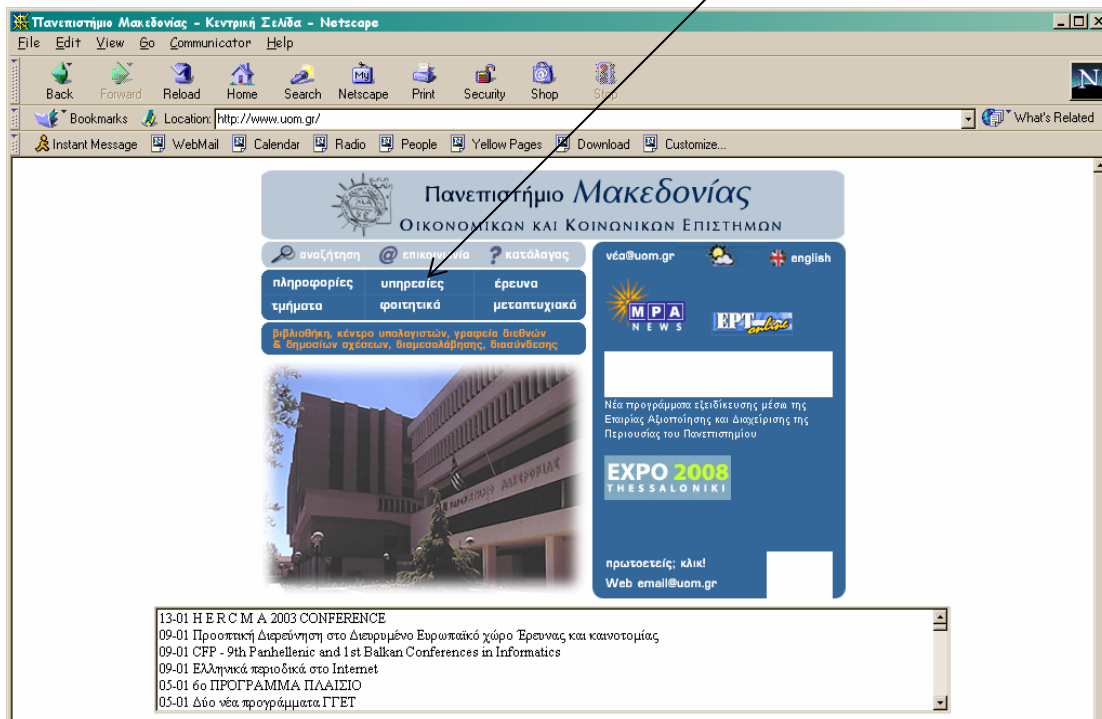 Πανεπιστήμιο Μακεδονίας - Κεντρική Σελίδα - Netscape
File Edit View Go Communicator Help
Back Forward Reload Home Search Netscape Print Security Shop Stop
Bookmarks Location: http://www.uom.gr/ What's Related
Instant Message WebMail Calendar Radio People Yellow Pages Download Customize...
Πανεπιστήμιο Μακεδονίας
ΟΙΚΟΝΟΜΙΚΩΝ ΚΑΙ ΚΟΙΝΩΝΙΚΩΝ ΕΠΙΣΤΗΜΩΝ
αναζήτηση @ επικοινωνία ? κατάλογος
νέα@uom.gr english
πληροφορίες υπηρεσίες έρευνα
τμήματα φοιτητικά μεταπτυχιακά
MPA
NEWS
ΕΡΤ online
βιβλιοθήκη, κέντρο υπολογιστών, γραφεία διεθνών
& δημοσίων σχέσεων, διαμεσολάβησης, διασύνδεσης
Νέα προγράμματα εξειδίκευσης μέσω της
Εταιρίας Αξιοποίησης και Διαχείρισης της
Περιουσίας του Πανεπιστημίου
EXPO 2008
THESSALONIKI
ΠΑΝΕΠΙΣΤΗΜΙΟ ΜΑΚΕΔΟΝΙΑΣ
πρωτοετείς; κλικ!
Web email@uom.gr
13-01 H E R C M A 2003 CONFERENCE
09-01 Προοπτική Διερεύνηση στο Διευρυμένο Ευρωπαϊκό χώρο Έρευνας και καινοτομίας
09-01 CFP - 9th Panhellenic and 1st Balkan Conferences in Informatics
09-01 Ελληνικά περιοδικά στο Internet
05-01 6ο ΠΡΟΓΡΑΜΜΑ ΠΛΑΙΣΙΟ
05-01 Δύο νέα προγράμματα ΓΓΕΤ